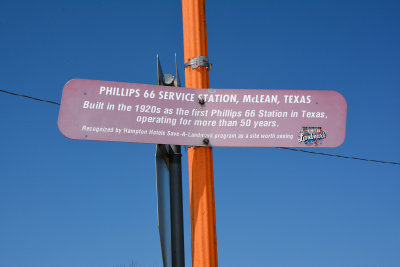 PHILLIPS 66 SERVICE STATION, McLEAN, TEXAS
Built in the 1920s as the first Phillips 66 Station in Texas,
operating for more than 50 years.
Recognized by Hampton Hotels Save-A-Landmark program as a site worth seeing
Landmark